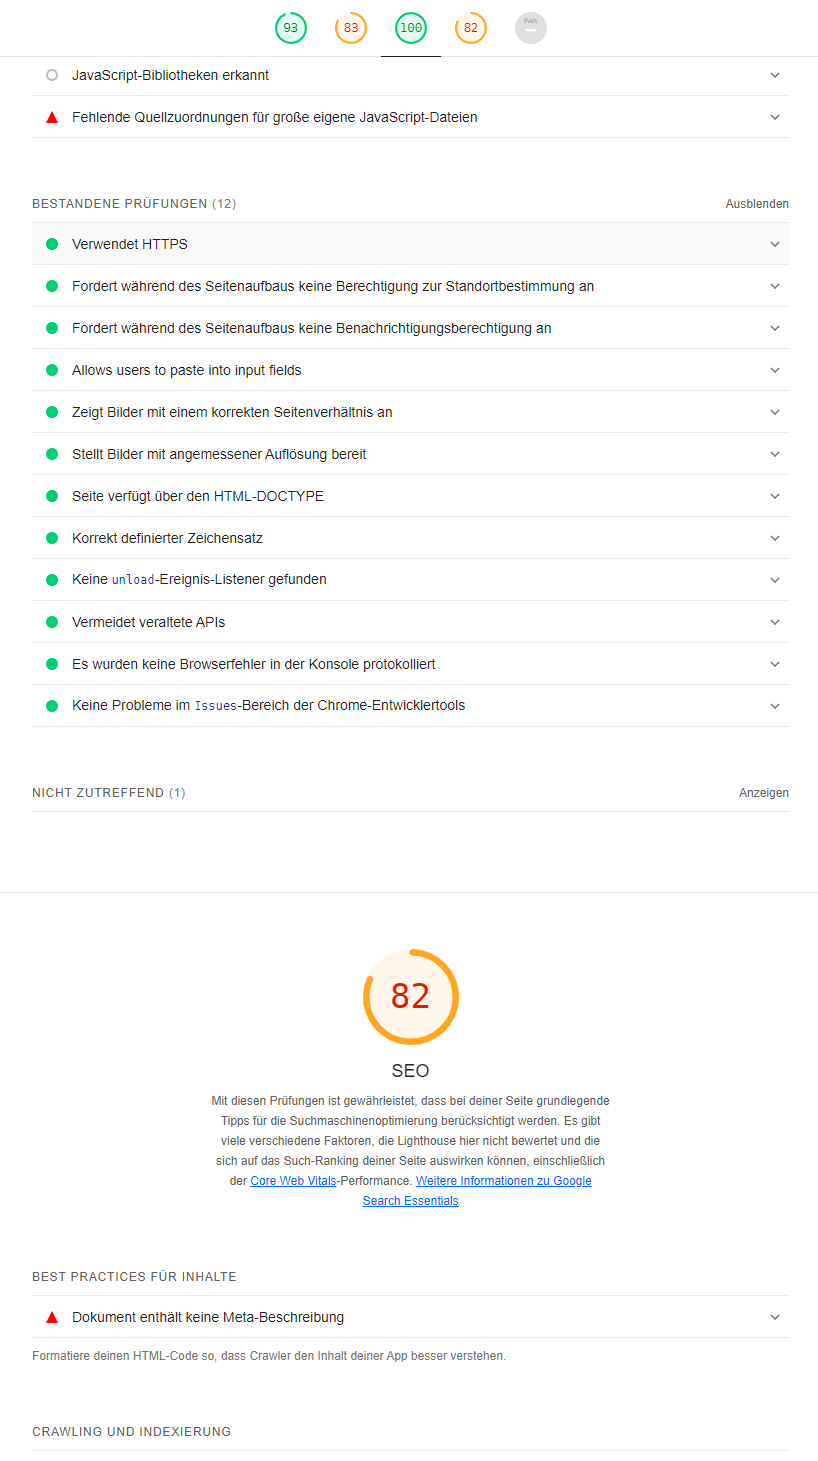 93 83 100 82 PWA
JavaScript-Bibliotheken erkannt
Fehlende Quellzuordnungen für große eigene JavaScript-Dateien
BESTANDENE PRÜFUNGEN (12) Ausblenden
Verwendet HTTPS
Fordert während des Seitenaufbaus keine Berechtigung zur Standortbestimmung an
Fordert während des Seitenaufbaus keine Benachrichtigungsberechtigung an
Allows users to paste into input fields
Zeigt Bilder mit einem korrekten Seitenverhältnis an
Stellt Bilder mit angemessener Auflösung bereit
Seite verfügt über den HTML-DOCTYPE
Korrekt definierter Zeichensatz
Keine unload-Ereignis-Listener gefunden
Vermeidet veraltete APIs
Es wurden keine Browserfehler in der Konsole protokolliert
Keine Probleme im Issues-Bereich der Chrome-Entwicklertools
NICHT ZUTREFFEND (1) Anzeigen
82
SEO
Mit diesen Prüfungen ist gewährleistet, dass bei deiner Seite grundlegende
Tipps für die Suchmaschinenoptimierung berücksichtigt werden. Es gibt
viele verschiedene Faktoren, die Lighthouse hier nicht bewertet und die
sich auf das Such-Ranking deiner Seite auswirken können, einschließlich
der Core Web Vitals-Performance. Weitere Informationen zu Google
Search Essentials
BEST PRACTICES FÜR INHALTE
Dokument enthält keine Meta-Beschreibung
Formatiere deinen HTML-Code so, dass Crawler den Inhalt deiner App besser verstehen.
CRAWLING UND INDEXIERUNG